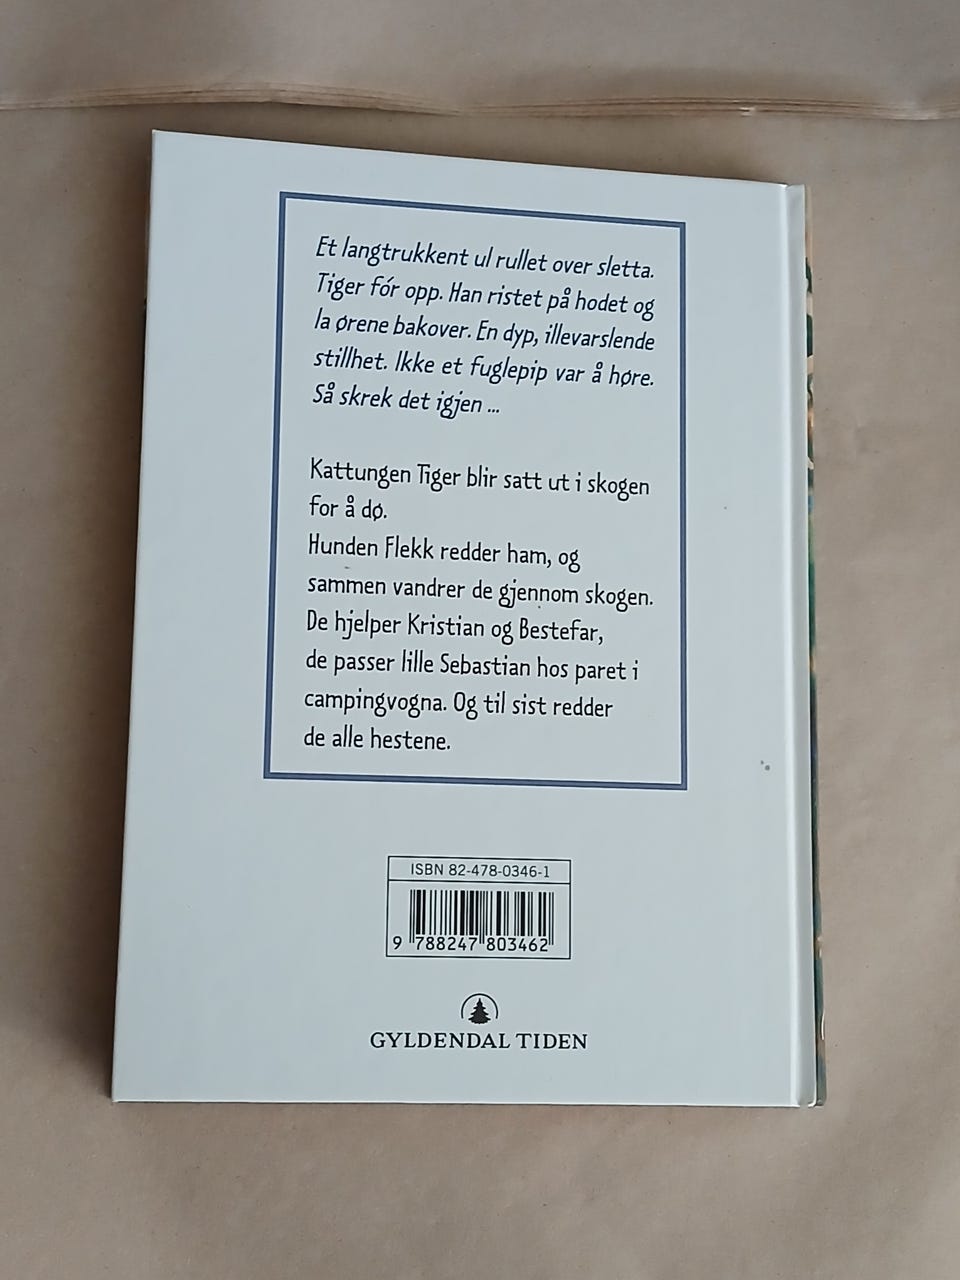 Et langtrukkent ul rullet over sletta.
Tiger fór opp. Han ristet på hodet og
la ørene bakover. En dyp, illevarslende
stillhet. Ikke et fuglepip var å høre.
Så skrek det igjen ...
Kattungen Tiger blir satt ut i skogen
for å dø.
Hunden Flekk redder ham, og
sammen vandrer de gjennom skogen.
De hjelper Kristian og Bestefar,
de passer lille Sebastian hos paret i
campingvogna. Og til sist redder
de alle hestene.
ISBN 82-478-0346-1
9 788247 803462
GYLDENDAL TIDEN